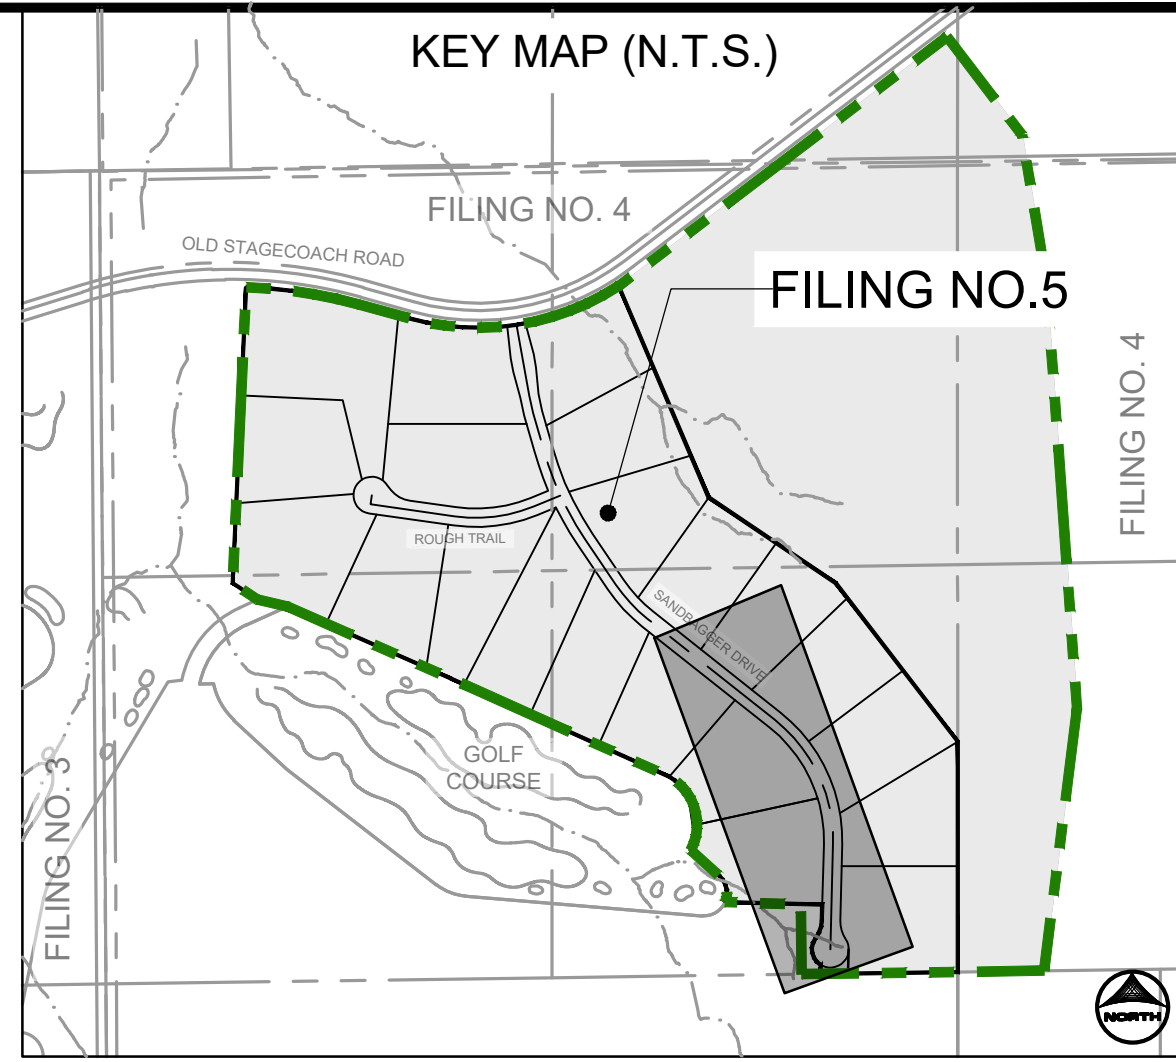 KEY MAP (N.T.S.)
FILING NO. 4
OLD STAGECOACH ROAD
FILING NO.5
FILING NO. 4
ROUGH TRAIL
SANDBAGGER DRIVE
GOLF
COURSE
FILING NO. 3
NORTH